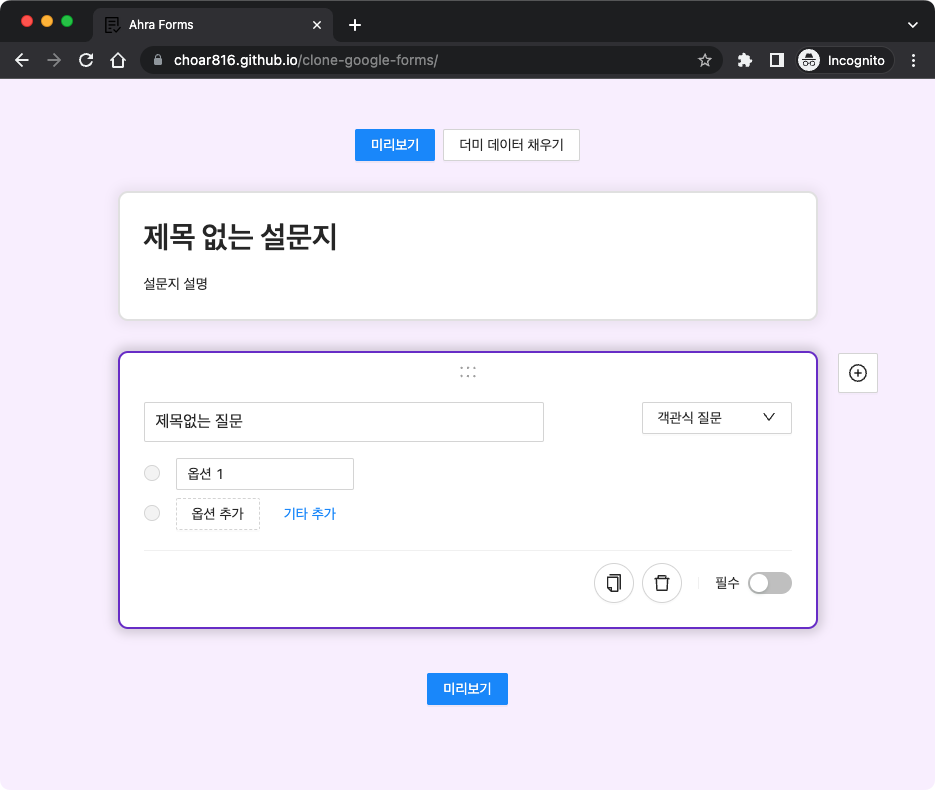 Ahra Forms
choar816.github.io/clone-google-forms/
Incognito
미리보기
더미 데이터 채우기
제목 없는 설문지
설문지 설명
제목없는 질문
객관식 질문
옵션 1
옵션 추가
기타 추가
필수
미리보기